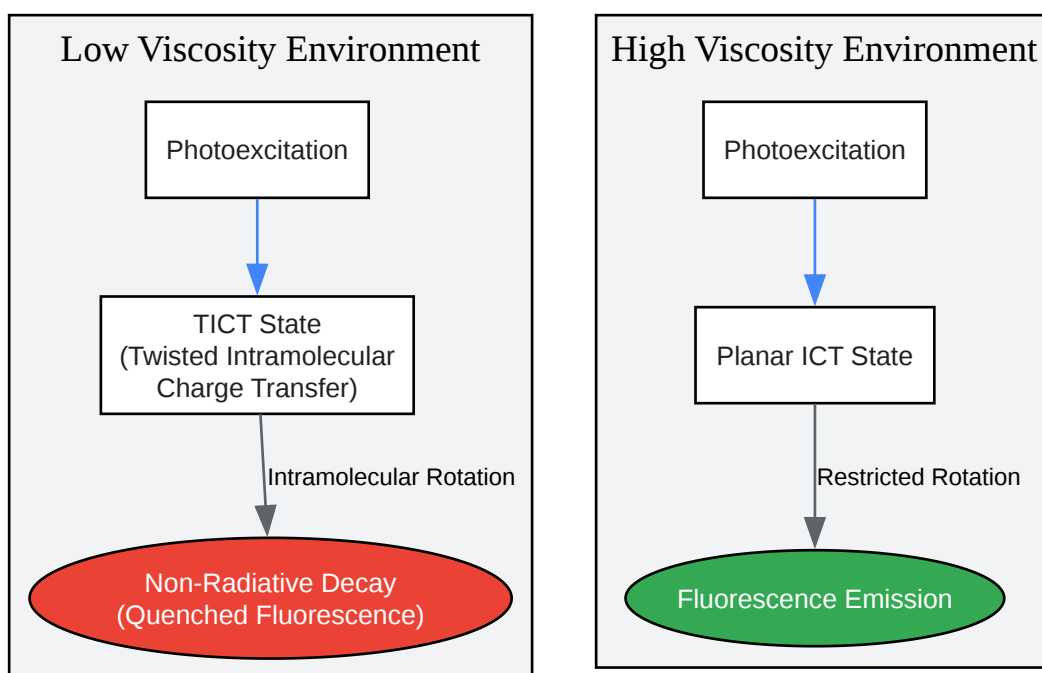 Low Viscosity Environment
Photoexcitation
TICT State
(Twisted Intramolecular
Charge Transfer)
Intramolecular Rotation
Non-Radiative Decay
(Quenched Fluorescence)
High Viscosity Environment
Photoexcitation
Planar ICT State
Restricted Rotation
Fluorescence Emission